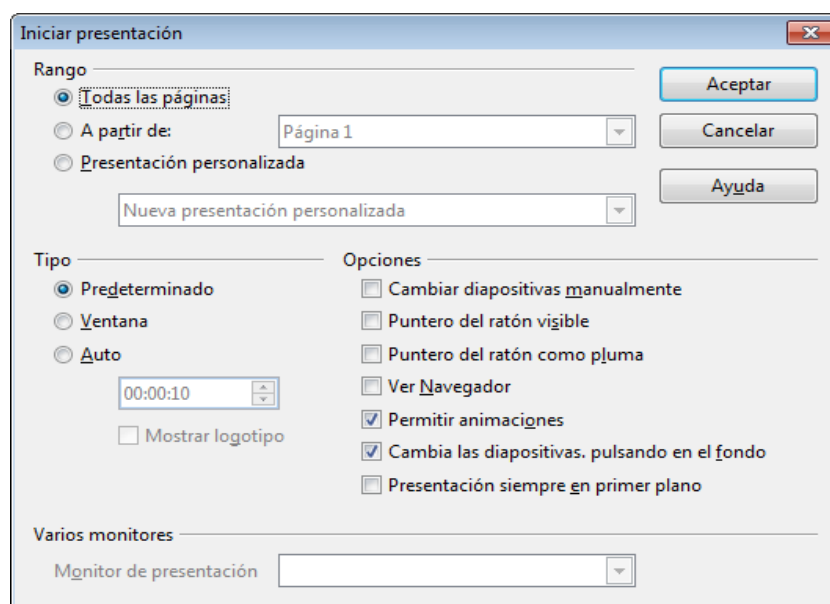 Iniciar presentación
Rango
Todas las páginas
Aceptar
A partir de:
Página 1
Cancelar
Presentación personalizada
Ayuda
Nueva presentación personalizada
Tipo
Opciones
Predeterminado
Cambiar diapositivas manualmente
Ventana
Puntero del ratón visible
Auto
Puntero del ratón como pluma
00:00:10
Ver Navegador
Mostrar logotipo
Permitir animaciones
Cambia las diapositivas. pulsando en el fondo
Presentación siempre en primer plano
Varios monitores
Monitor de presentación